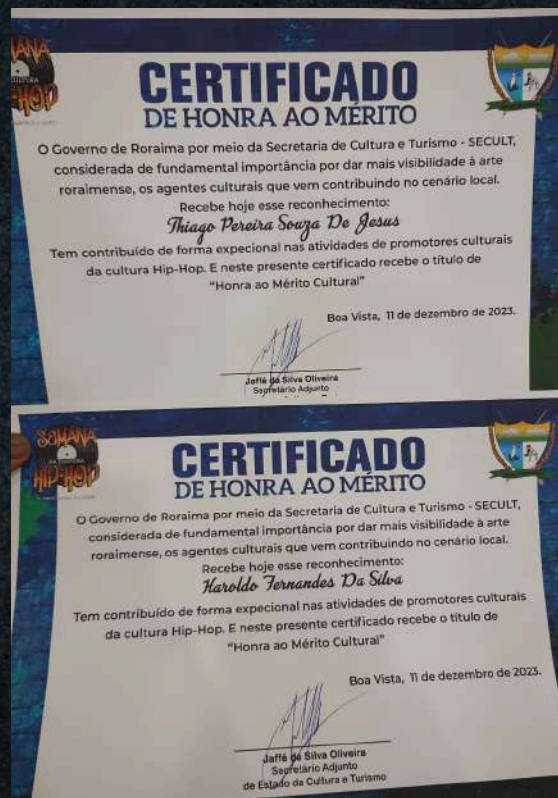 MANA
CULTURA
HOP
CERTIFICADO
DE HONRA AO MÉRITO
O Governo de Roraima por meio da Secretaria de Cultura e Turismo - SECULT,
considerada de fundamental importância por dar mais visibilidade à arte
roraimense, os agentes culturais que vem contribuindo no cenário local.
Recebe hoje esse reconhecimento:
Thiago Pereira Souza De Jesus
Tem contribuído de forma expecional nas atividades de promotores culturais
da cultura Hip-Hop. E neste presente certificado recebe o título de
"Honra ao Mérito Cultural"
Boa Vista, 11 de dezembro de 2023.
Jaffé da Silva Oliveira
Secretário Adjunto
SEMANA
DA CULTURA
HIP-HOP
CERTIFICADO
DE HONRA AO MÉRITO
O Governo de Roraima por meio da Secretaria de Cultura e Turismo - SECULT,
considerada de fundamental importância por dar mais visibilidade à arte
roraimense, os agentes culturais que vem contribuindo no cenário local.
Recebe hoje esse reconhecimento:
Haroldo Fernandes Da Silva
Tem contribuído de forma expecional nas atividades de promotores culturais
da cultura Hip-Hop. E neste presente certificado recebe o título de
"Honra ao Mérito Cultural"
Boa Vista, 11 de dezembro de 2023.
Jaffé da Silva Oliveira
Secretário Adjunto
de Estado da Cultura e Turismo